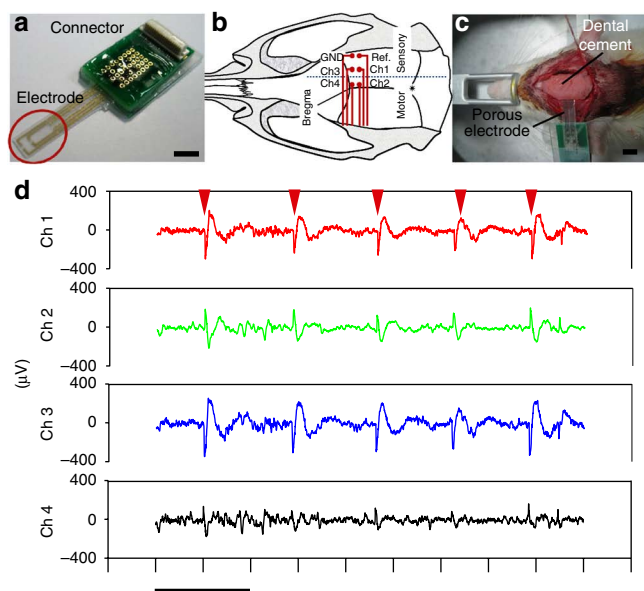 a
Connector
Electrode
b
GND
Ref.
Ch3
Ch1
Ch4
Ch2
Sensory
Motor
Bregma
*
c
Dental
cement
Porous
electrode
d
400
0
−400
Ch 1
400
0
−400
Ch 2
(μV)
400
0
−400
Ch 3
400
0
−400
Ch 4